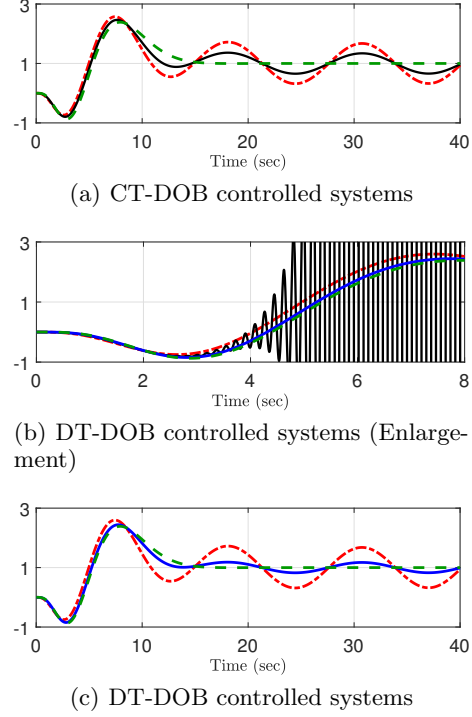 3
1
-1
0 10 20 30 40
Time (sec)
(a) CT-DOB controlled systems
3
1
-1
0 2 4 6 8
Time (sec)
(b) DT-DOB controlled systems (Enlarge-
ment)
3
1
-1
0 10 20 30 40
Time (sec)
(c) DT-DOB controlled systems